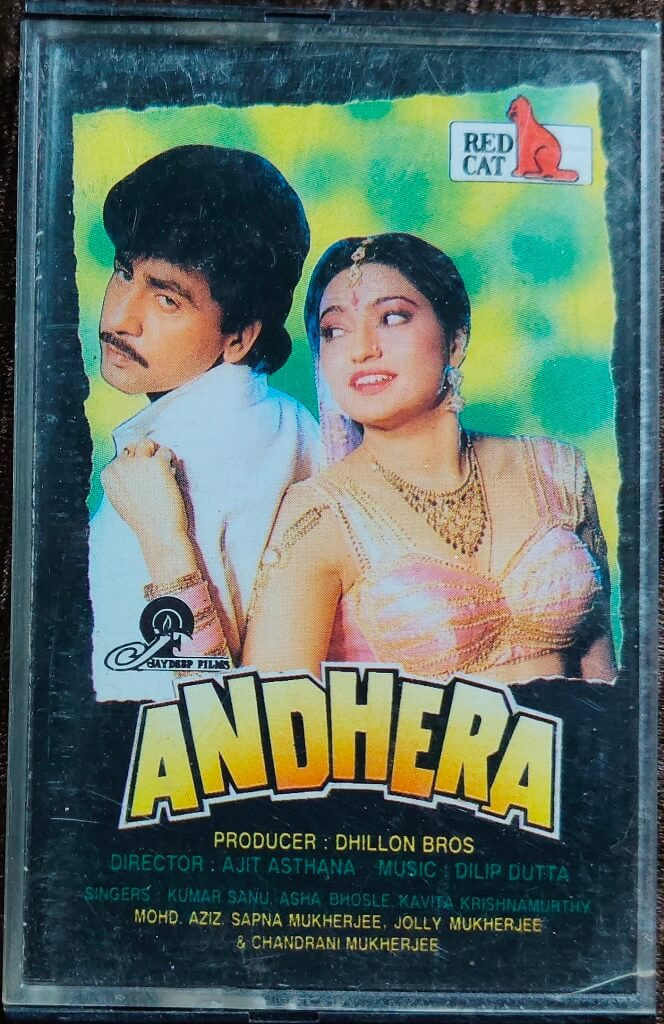 RED
CAT
JAYDEEP FILMS
ANDHERA
PRODUCER : DHILLON BROS
DIRECTOR : AJIT ASTHANA MUSIC : DILIP DUTTA
SINGERS : KUMAR SANU, ASHA BHOSLE, KAVITA KRISHNAMURTHY
MOHD. AZIZ, SAPNA MUKHERJEE, JOLLY MUKHERJEE
& CHANDRANI MUKHERJEE